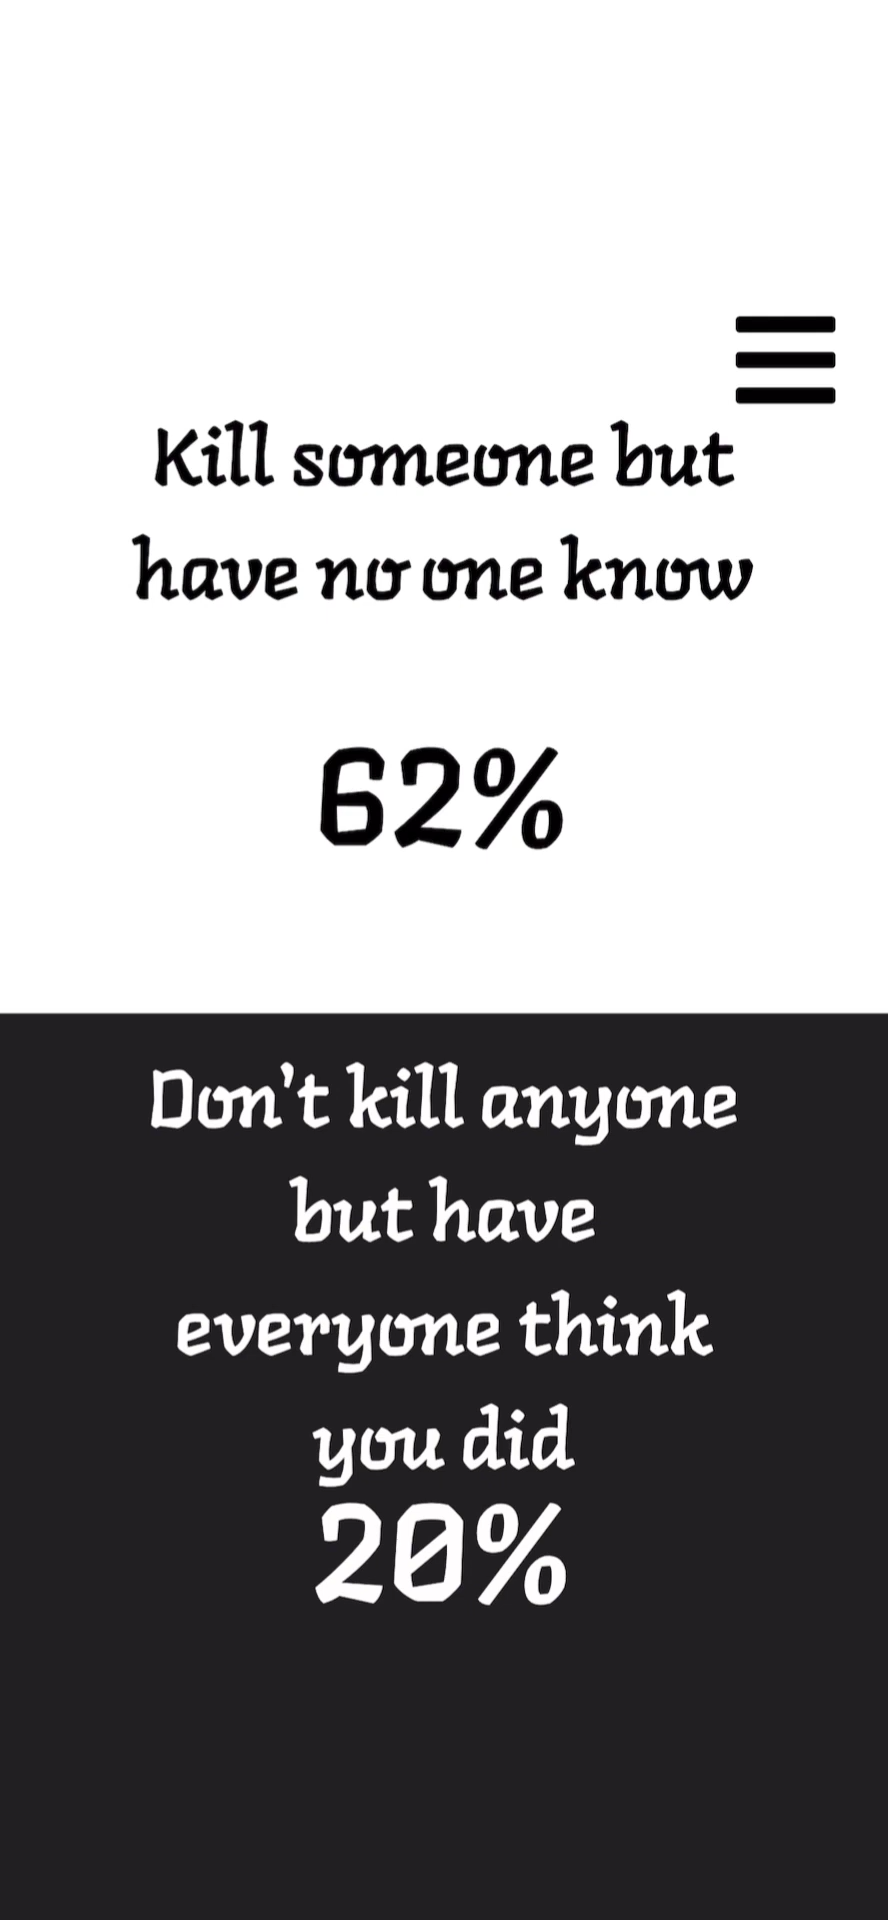 Kill someone but
have no one know
62%
Don't kill anyone
but have
everyone think
you did
20%